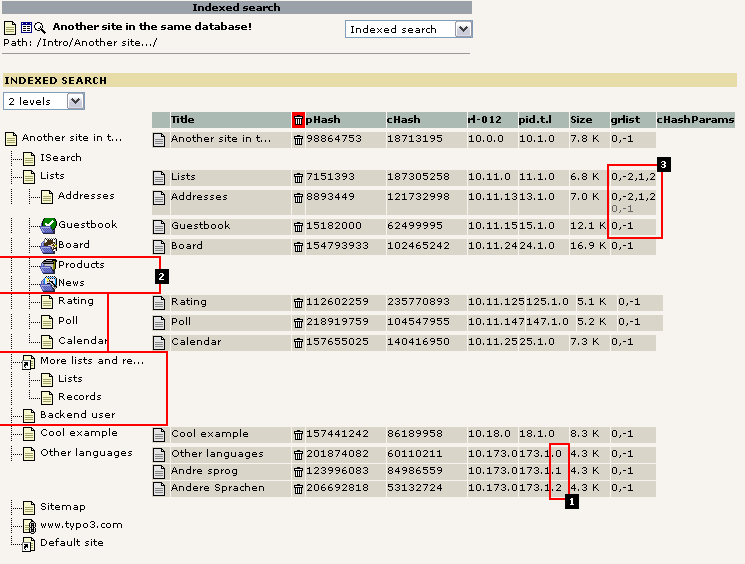 Indexed search
Another site in the same database!
Indexed search
Path: /Intro/Another site.../
INDEXED SEARCH
2 levels
Title pHash cHash rl-012 pid.t.l Size grlist cHashParams
Another site in t... Another site in t... 98864753 18713195 10.0.0 10.1.0 7.8 K 0,-1
ISearch
3
Lists Lists 7151393 187305258 10.11.0 11.1.0 6.8 K 0,-2,1,2
Addresses Addresses 8893449 121732998 10.11.13 13.1.0 7.0 K 0,-2,1,2
0,-1
Guestbook Guestbook 15182000 62499995 10.11.15 15.1.0 12.1 K 0,-1
Board Board 154793933 102465242 10.11.24 24.1.0 16.9 K 0,-1
Products
2
News
Rating Rating 112602259 235770893 10.11.125 125.1.0 5.1 K 0,-1
Poll Poll 218919759 104547955 10.11.147 147.1.0 5.2 K 0,-1
Calendar Calendar 157655025 140416950 10.11.25 25.1.0 7.3 K 0,-1
More lists and re...
Lists
Records
Backend user
Cool example Cool example 157441242 86189958 10.18.0 18.1.0 8.3 K 0,-1
Other languages Other languages 201874082 60110211 10.173.0 173.1.0 4.3 K 0,-1
Andre sprog 123996083 84986559 10.173.0 173.1.1 4.3 K 0,-1
Andere Sprachen 206692818 53132724 10.173.0 173.1.2 4.3 K 0,-1
1
Sitemap
www.typo3.com
Default site